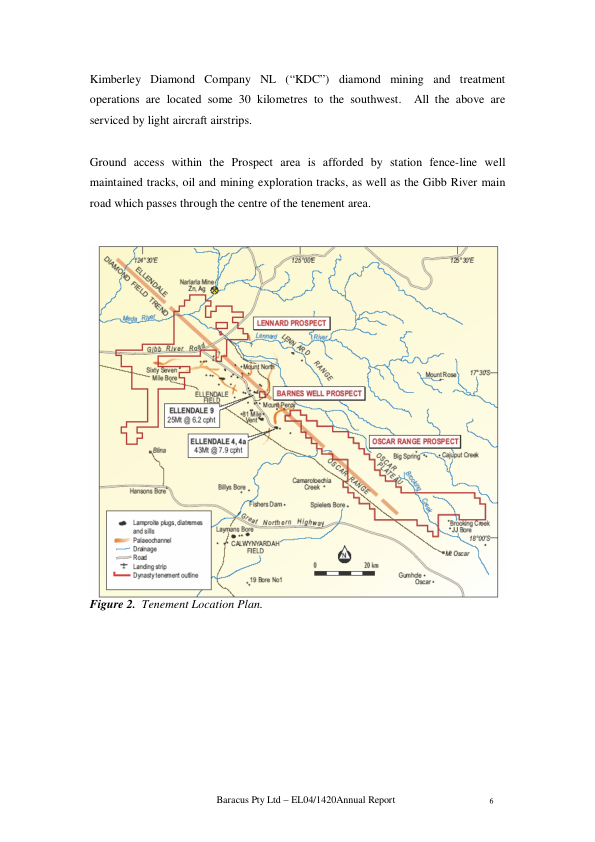 Kimberley Diamond Company NL (“KDC”) diamond mining and treatment
operations are located some 30 kilometres to the southwest. All the above are
serviced by light aircraft airstrips.
Ground access within the Prospect area is afforded by station fence-line well
maintained tracks, oil and mining exploration tracks, as well as the Gibb River main
road which passes through the centre of the tenement area.
124°30'E
125°00'E
125°30'E
ELLENDALE
DIAMOND FIELD TREND
Narlarla Mine
Zn, Ag
Meda River
LENNARD PROSPECT
Lennard River
LENNARD RANGE
Gibb River Road
Sixty Seven
Mile Bore
Mount North
Mount Rose
17°30'S
ELLENDALE
FIELD
BARNES WELL PROSPECT
Mount Percy
ELLENDALE 9
25Mt @ 6.2 cpht
81 Mile
Vent
ELLENDALE 4, 4a
43Mt @ 7.9 cpht
OSCAR RANGE PROSPECT
Blina
Big Spring
Cajuput Creek
OSCAR
PLATEAU
OSCAR RANGE
Brooking
Creek
Hansons Bore
Billys Bore
Camarotoechia
Creek
Fishers Dam
Spielers Bore
Great Northern Highway
Laymans Bore
CALWYNYARDAH
FIELD
Brooking Creek
JJ Bore
18°00'S
Mt Oscar
19 Bore No1
Gumhole
Oscar
Lamproite plugs, diatremes
and sills
Palaeochannel
Drainage
Road
Landing strip
Dynasty tenement outline
N
0 20 km
Figure 2. Tenement Location Plan.
Baracus Pty Ltd – EL04/1420Annual Report 6